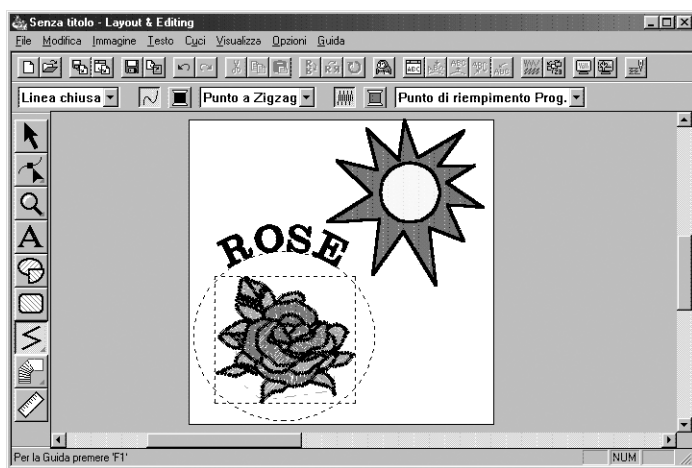 Senza titolo - Layout & Editing
File Modifica Immagine Testo Cuci Visualizza Opzioni Guida
Linea chiusa Punto a Zigzag Punto di riempimento Prog.
A
ROSE
Per la Guida premere 'F1' NUM